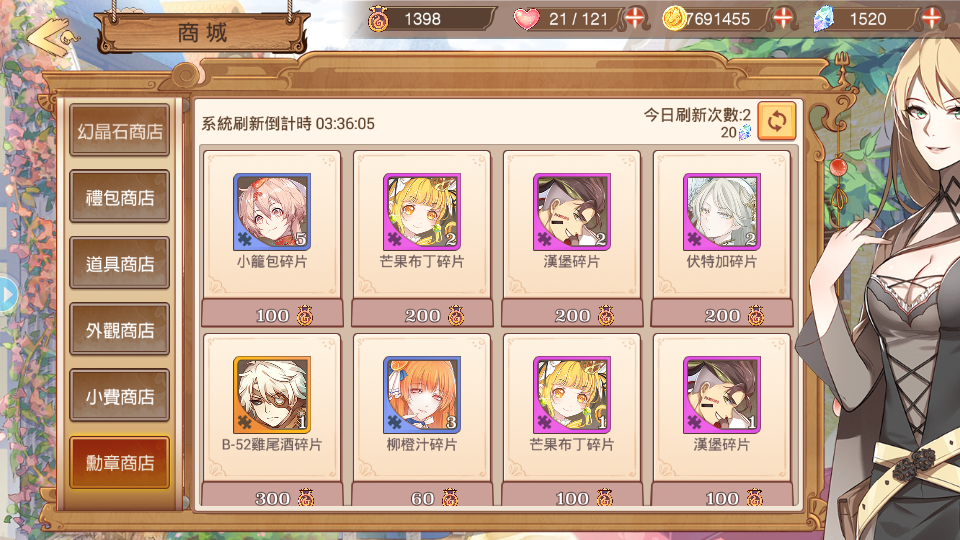 商城
1398
21 / 121
7691455
1520
幻晶石商店
禮包商店
道具商店
外觀商店
小費商店
勳章商店
系統刷新倒計時 03:36:05
今日刷新次數:2
20
5
2
2
2
小籠包碎片
芒果布丁碎片
漢堡碎片
伏特加碎片
100
200
200
200
1
3
1
1
B-52雞尾酒碎片
柳橙汁碎片
芒果布丁碎片
漢堡碎片
300
60
100
100